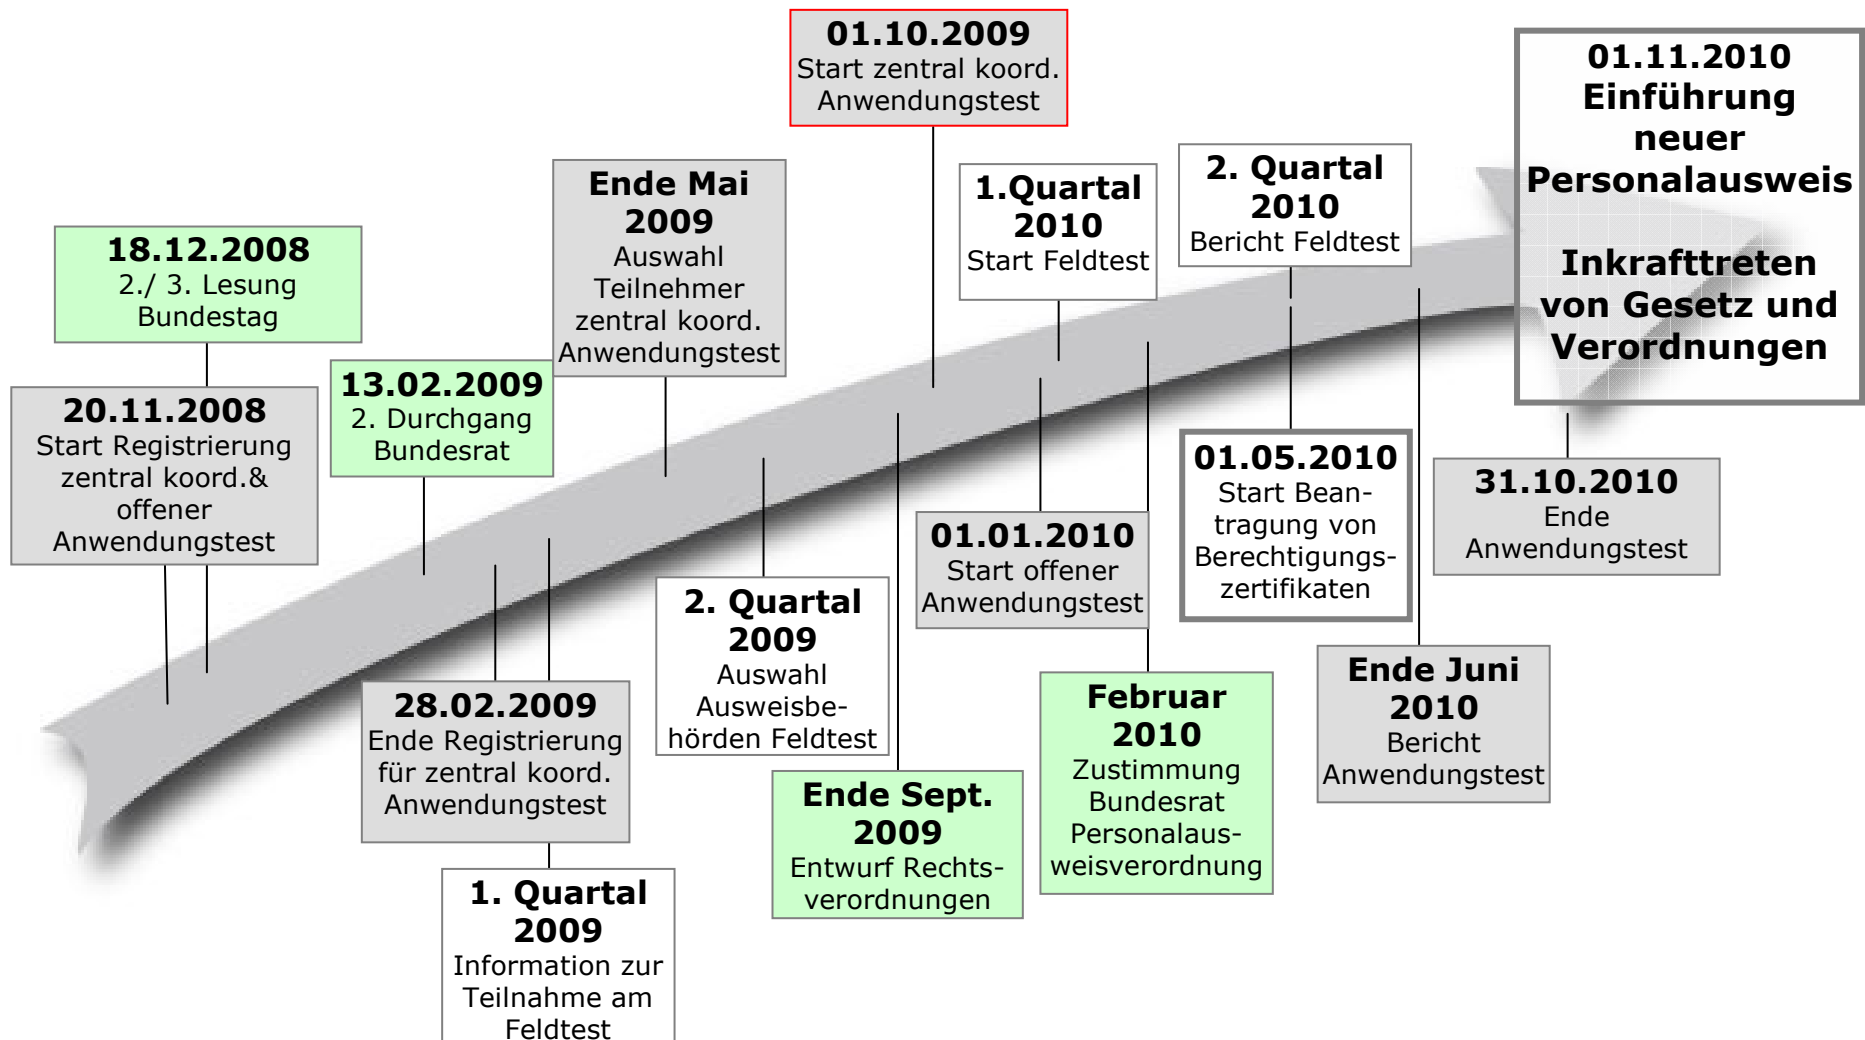 18.12.2008
2./ 3. Lesung
Bundestag
20.11.2008
Start Registrierung
zentral koord.&
offener
Anwendungstest
13.02.2009
2. Durchgang
Bundesrat
28.02.2009
Ende Registrierung
für zentral koord.
Anwendungstest
1. Quartal
2009
Information zur
Teilnahme am
Feldtest
Ende Mai
2009
Auswahl
Teilnehmer
zentral koord.
Anwendungstest
2. Quartal
2009
Auswahl
Ausweisbe-
hörden Feldtest
Ende Sept.
2009
Entwurf Rechts-
verordnungen
01.10.2009
Start zentral koord.
Anwendungstest
01.01.2010
Start offener
Anwendungstest
1.Quartal
2010
Start Feldtest
Februar
2010
Zustimmung
Bundesrat
Personalaus-
weisverordnung
2. Quartal
2010
Bericht Feldtest
01.05.2010
Start Bean-
tragung von
Berechtigungs-
zertifikaten
Ende Juni
2010
Bericht
Anwendungstest
31.10.2010
Ende
Anwendungstest
01.11.2010
Einführung
neuer
Personalausweis
Inkrafttreten
von Gesetz und
Verordnungen